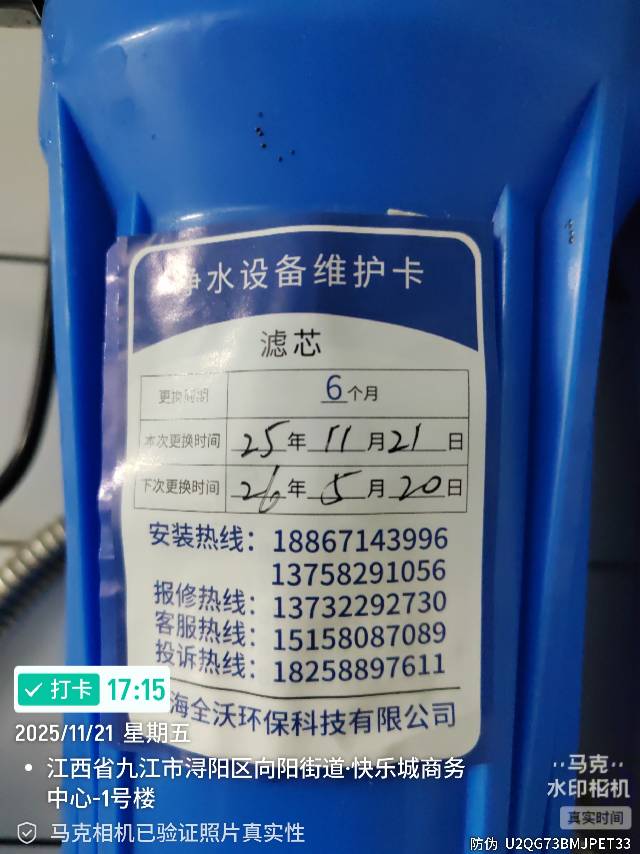 净水设备维护卡
滤芯
更换周期 6个月
本次更换时间 25年11月21日
下次更换时间 26年5月20日
安装热线：18867143996
13758291056
报修热线：13732292730
客服热线：15158087089
投诉热线：18258897611
海全沃环保科技有限公司
打卡 17:15
2025/11/21 星期五
江西省九江市浔阳区向阳街道·快乐城商务
中心-1号楼
马克相机已验证照片真实性
马克
水印相机
真实时间
防伪 U2QG73BMJPET33